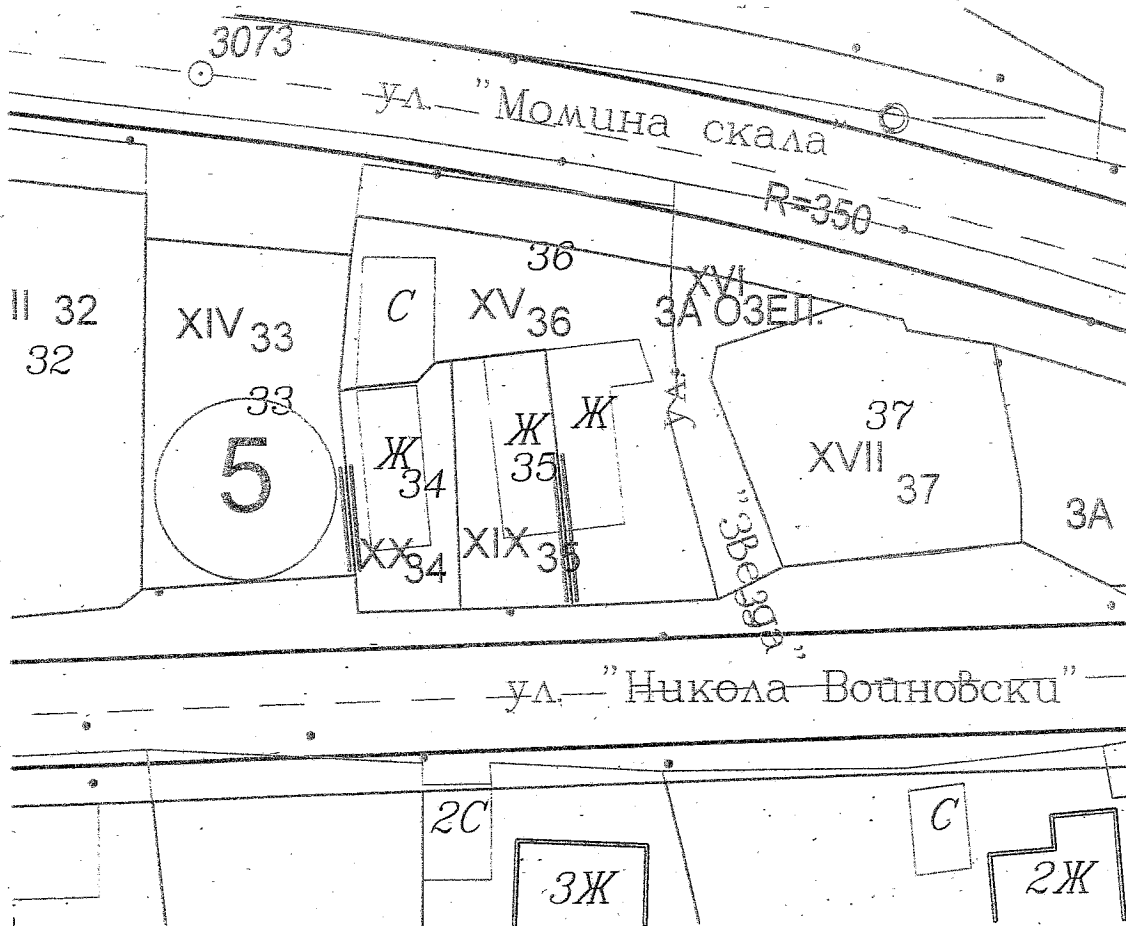 3073
ул. "Момина скала"
R=350
36
XVI
ЗА ОЗЕЛ.
II 32
32
XIV 33
33
С
XV 36
5
Ж
34
Ж
35
Ж
ул.
"Звезда"
37
XVII 37
ЗА
XX 34
XIX 35
ул. "Никола Войновски"
2С
3Ж
С
2Ж